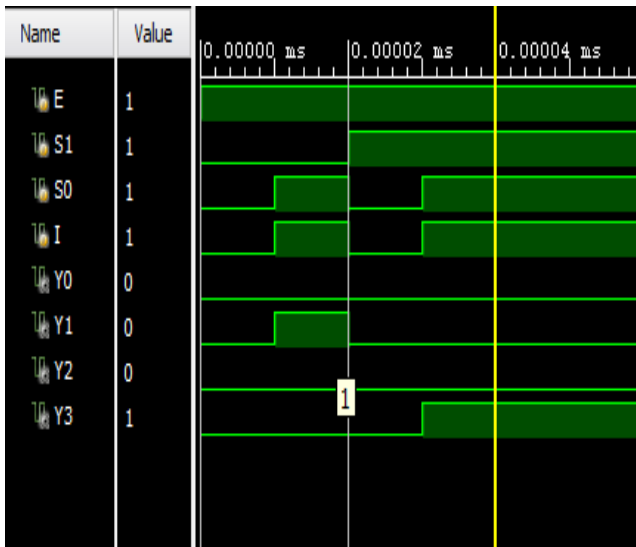 Name Value
0.00000 ms 0.00002 ms 0.00004 ms
E 1
S1 1
S0 1
I 1
Y0 0
Y1 0
Y2 0
1
Y3 1